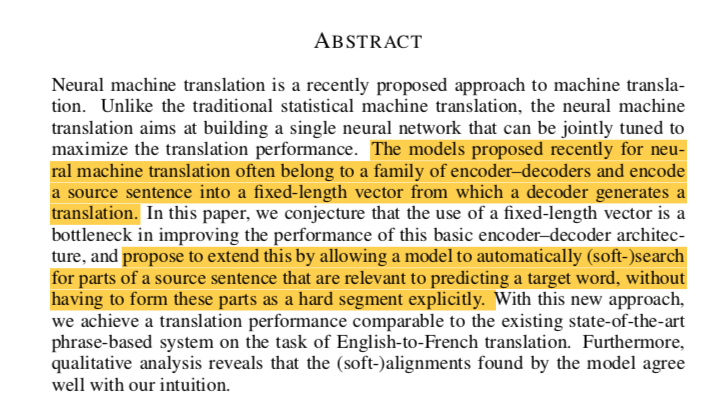 ABSTRACT
Neural machine translation is a recently proposed approach to machine transla-
tion. Unlike the traditional statistical machine translation, the neural machine
translation aims at building a single neural network that can be jointly tuned to
maximize the translation performance. The models proposed recently for neu-
ral machine translation often belong to a family of encoder–decoders and encode
a source sentence into a fixed-length vector from which a decoder generates a
translation. In this paper, we conjecture that the use of a fixed-length vector is a
bottleneck in improving the performance of this basic encoder–decoder architec-
ture, and propose to extend this by allowing a model to automatically (soft-)search
for parts of a source sentence that are relevant to predicting a target word, without
having to form these parts as a hard segment explicitly. With this new approach,
we achieve a translation performance comparable to the existing state-of-the-art
phrase-based system on the task of English-to-French translation. Furthermore,
qualitative analysis reveals that the (soft-)alignments found by the model agree
well with our intuition.